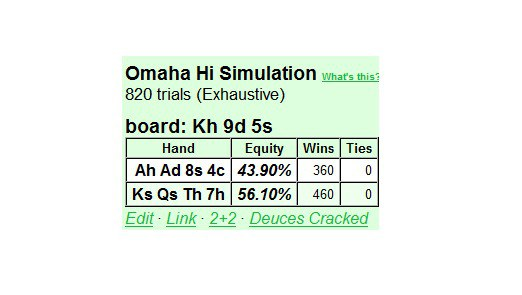 Omaha Hi Simulation What's this?
820 trials (Exhaustive)
board: Kh 9d 5s
Hand Equity Wins Ties
Ah Ad 8s 4c 43.90% 360 0
Ks Qs Th 7h 56.10% 460 0
Edit · Link · 2+2 · Deuces Cracked